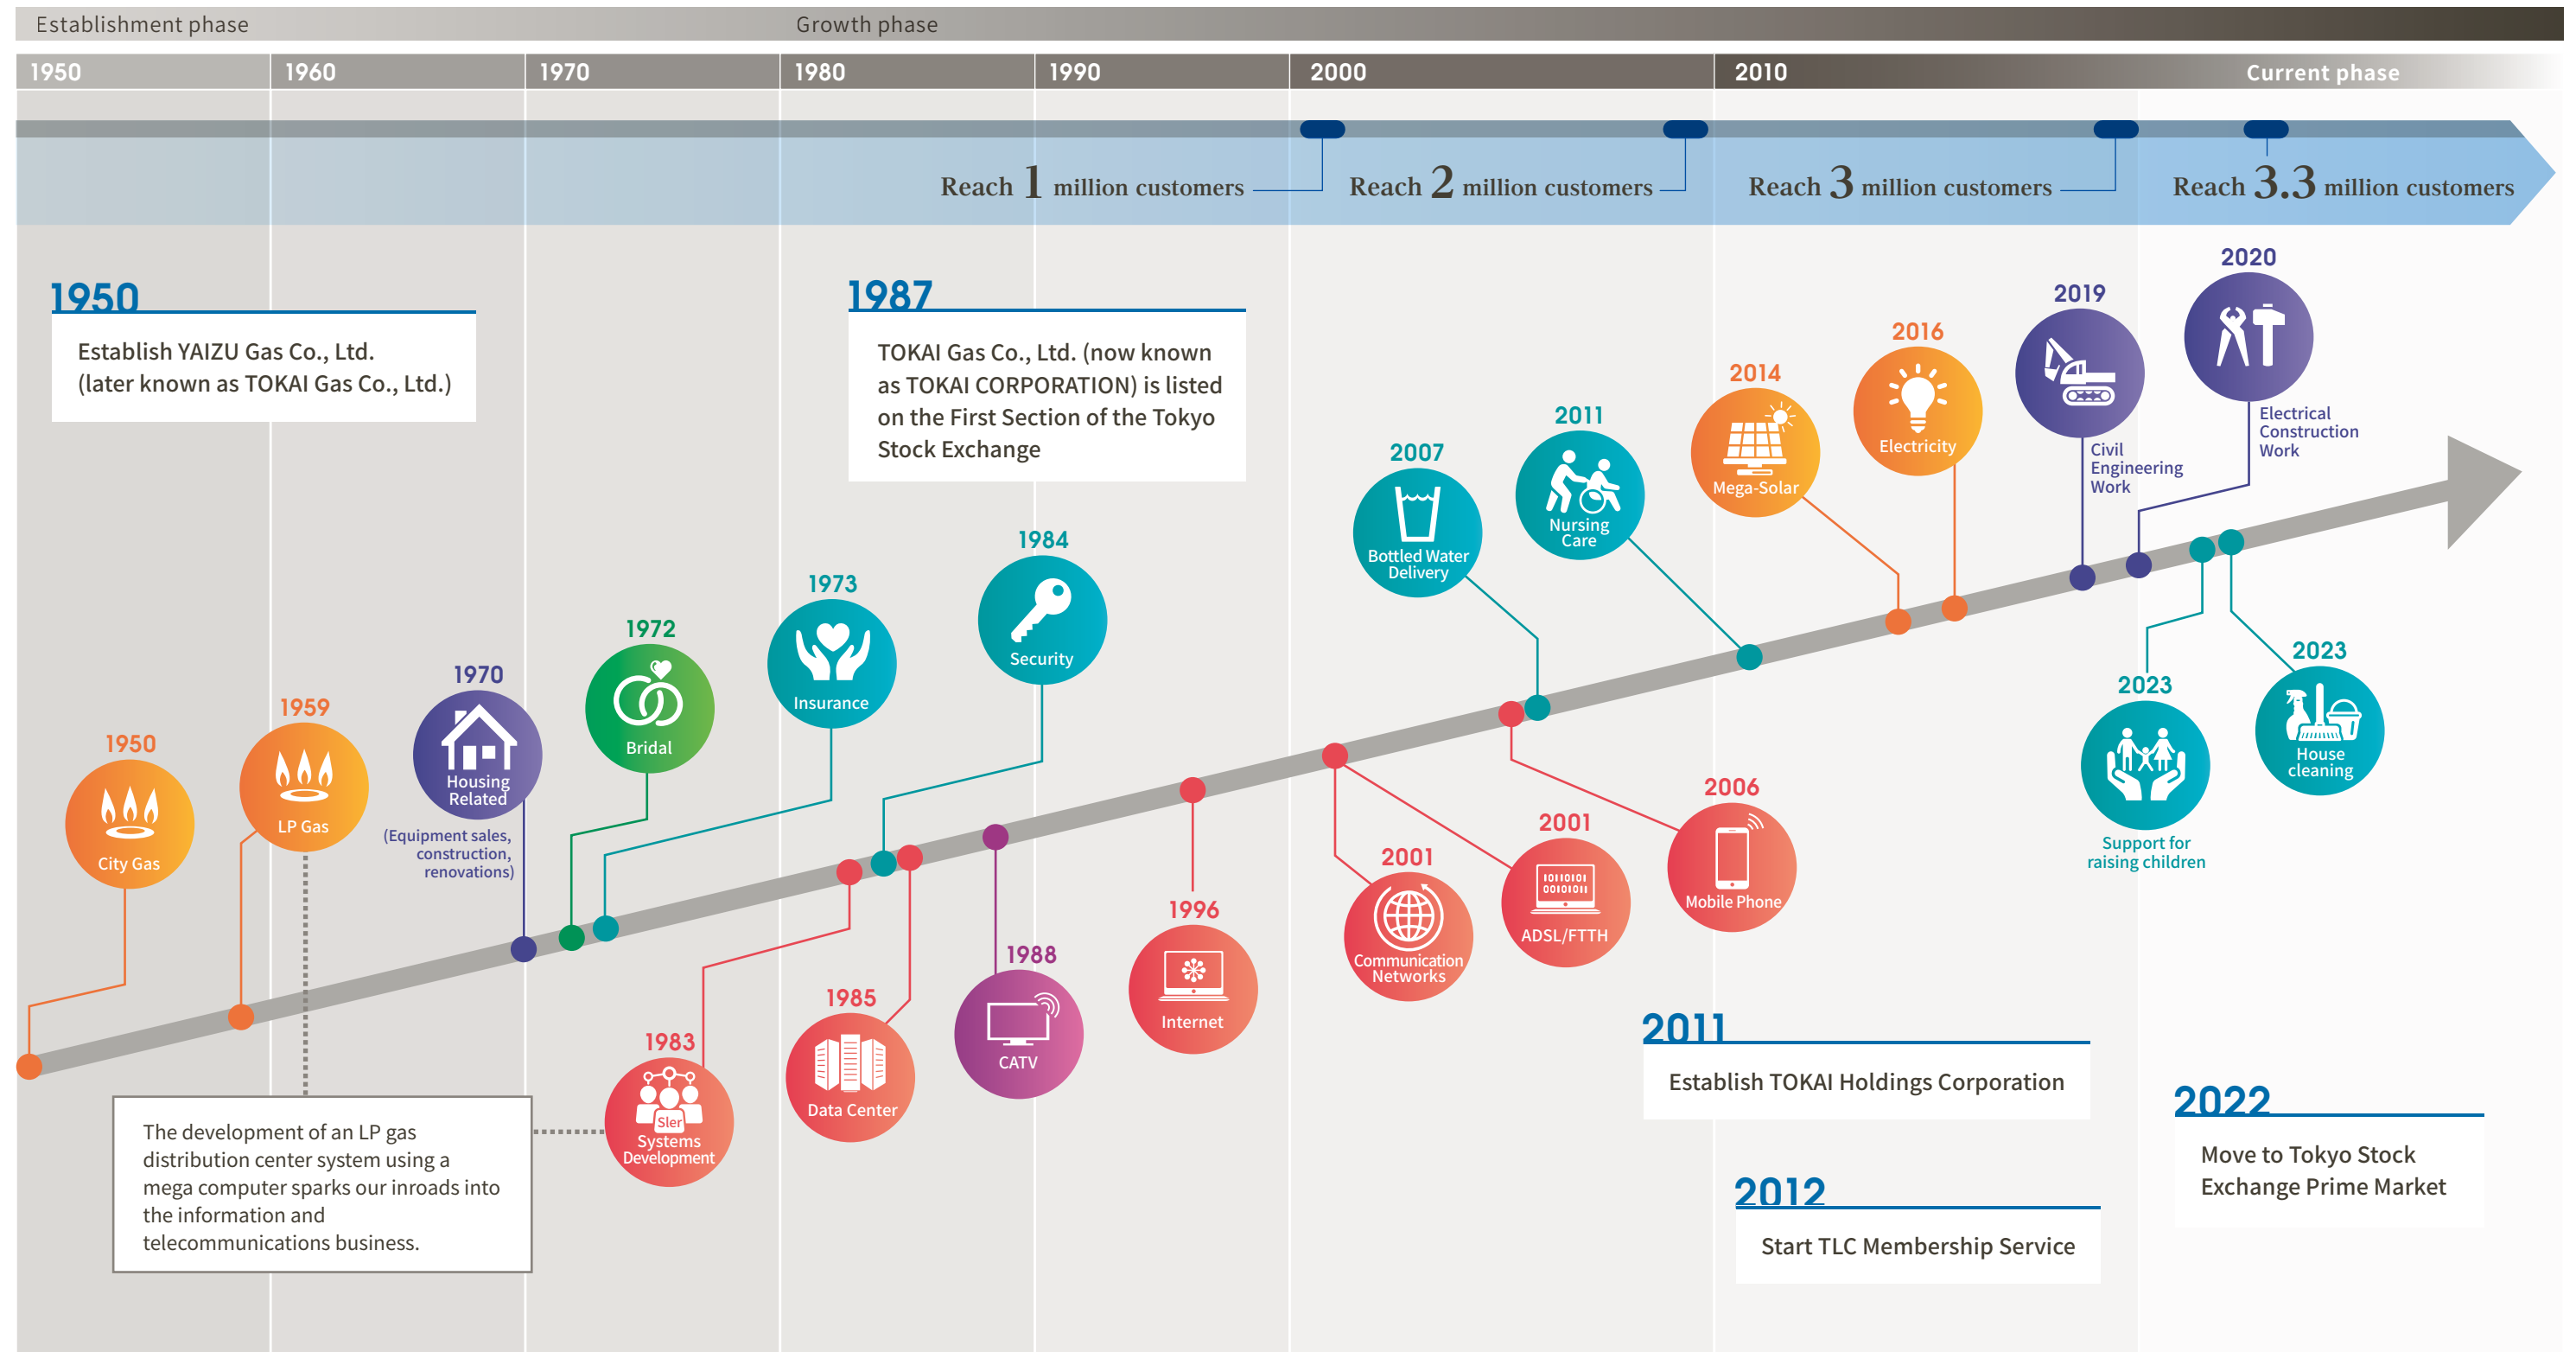 Establishment phase
Growth phase
1950
1960
1970
1980
1990
2000
2010
Current phase
Reach 1 million customers
Reach 2 million customers
Reach 3 million customers
Reach 3.3 million customers
1950
Establish YAIZU Gas Co., Ltd.
(later known as TOKAI Gas Co., Ltd.)
1987
TOKAI Gas Co., Ltd. (now known
as TOKAI CORPORATION) is listed
on the First Section of the Tokyo
Stock Exchange
1950
City Gas
1959
LP Gas
1970
Housing
Related
(Equipment sales,
construction,
renovations)
1972
Bridal
1973
Insurance
1984
Security
2007
Bottled Water
Delivery
2011
Nursing
Care
2014
Mega-Solar
2016
Electricity
2019
Civil
Engineering
Work
2020
Electrical
Construction
Work
1983
SIer
Systems
Development
1985
Data Center
1988
CATV
1996
Internet
2001
Communication
Networks
2001
10110101
00101011
ADSL/FTTH
2006
Mobile Phone
2023
Support for
raising children
2023
House
cleaning
The development of an LP gas
distribution center system using a
mega computer sparks our inroads into
the information and
telecommunications business.
2011
Establish TOKAI Holdings Corporation
2012
Start TLC Membership Service
2022
Move to Tokyo Stock
Exchange Prime Market